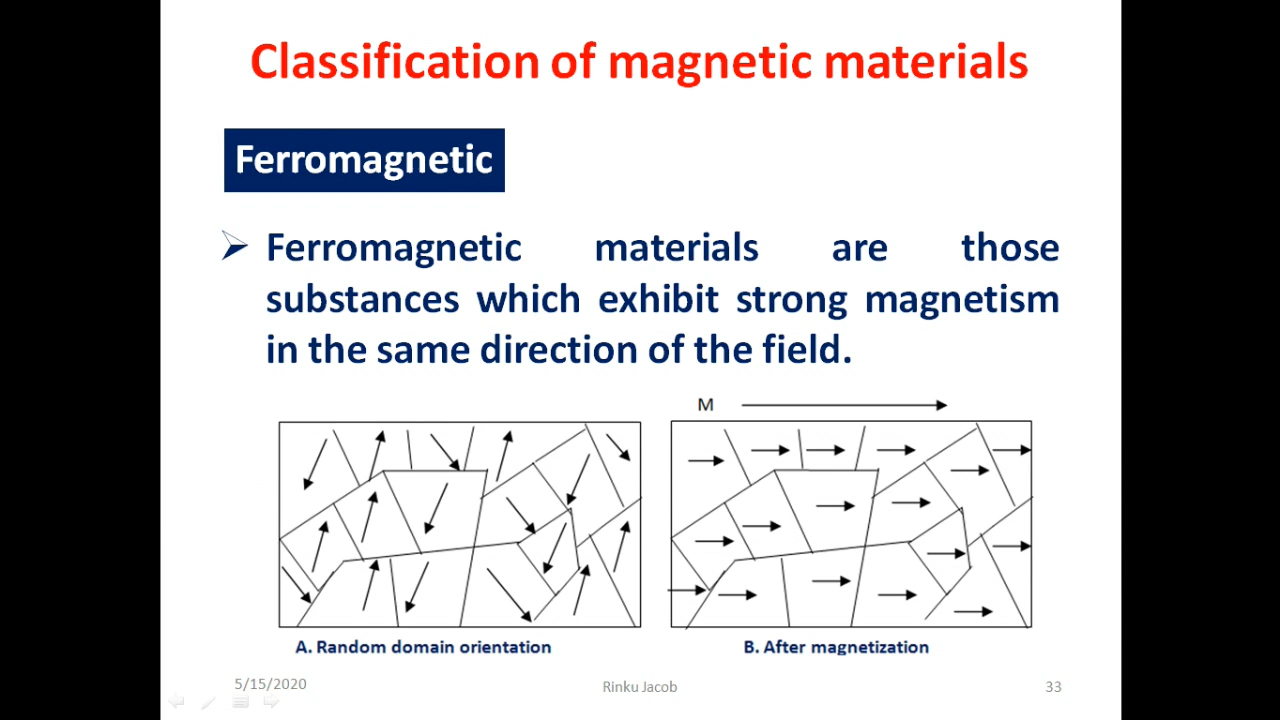 Classification of magnetic materials
Ferromagnetic
Ferromagnetic materials are those
substances which exhibit strong magnetism
in the same direction of the field.
M
A. Random domain orientation
B. After magnetization
5/15/2020
Rinku Jacob
33